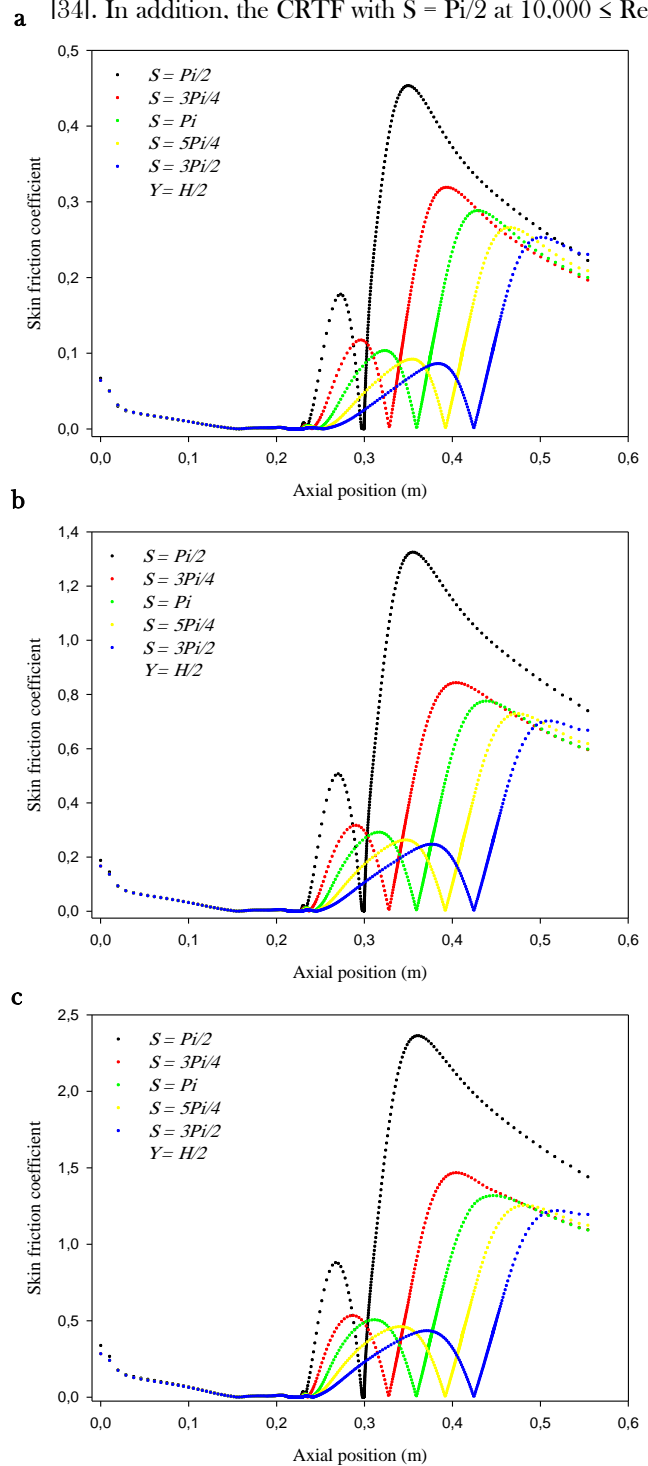 [34]. In addition, the CRTF with S = Pi/2 at 10,000 ≤ Re
a
0,5
S = Pi/2
S = 3Pi/4
S = Pi
S = 5Pi/4
S = 3Pi/2
Y = H/2
0,4
0,3
0,2
0,1
0,0
Skin friction coefficient
0,0 0,1 0,2 0,3 0,4 0,5 0,6
Axial position (m)
b
1,4
S = Pi/2
S = 3Pi/4
S = Pi
S = 5Pi/4
S = 3Pi/2
Y = H/2
1,2
1,0
0,8
0,6
0,4
0,2
0,0
Skin friction coefficient
0,0 0,1 0,2 0,3 0,4 0,5 0,6
Axial position (m)
c
2,5
S = Pi/2
S = 3Pi/4
S = Pi
S = 5Pi/4
S = 3Pi/2
Y = H/2
2,0
1,5
1,0
0,5
0,0
Skin friction coefficient
0,0 0,1 0,2 0,3 0,4 0,5 0,6
Axial position (m)